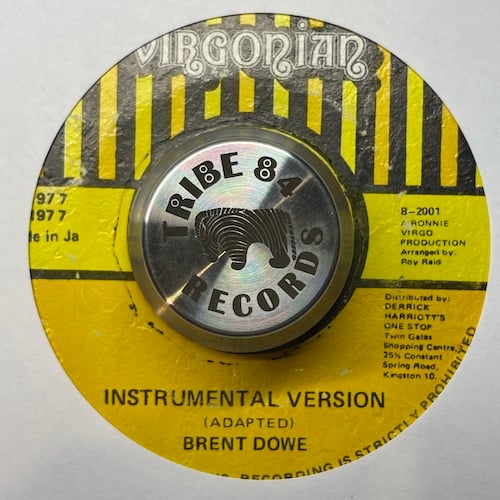 VIRGONIAN
TRIBE 84
RECORDS
1977
1977
B-2001
A RONNIE
VIRGO
PRODUCTION
Arranged by:
Roy Reid
in Ja
Distributed by:
DERRICK
HARRIOTT'S
ONE STOP
Twin Gates
Shopping Centre,
25½ Constant
Spring Road,
Kingston 10.
INSTRUMENTAL VERSION
(ADAPTED)
BRENT DOWE
RECORDING IS STRICTLY PROHIBITED